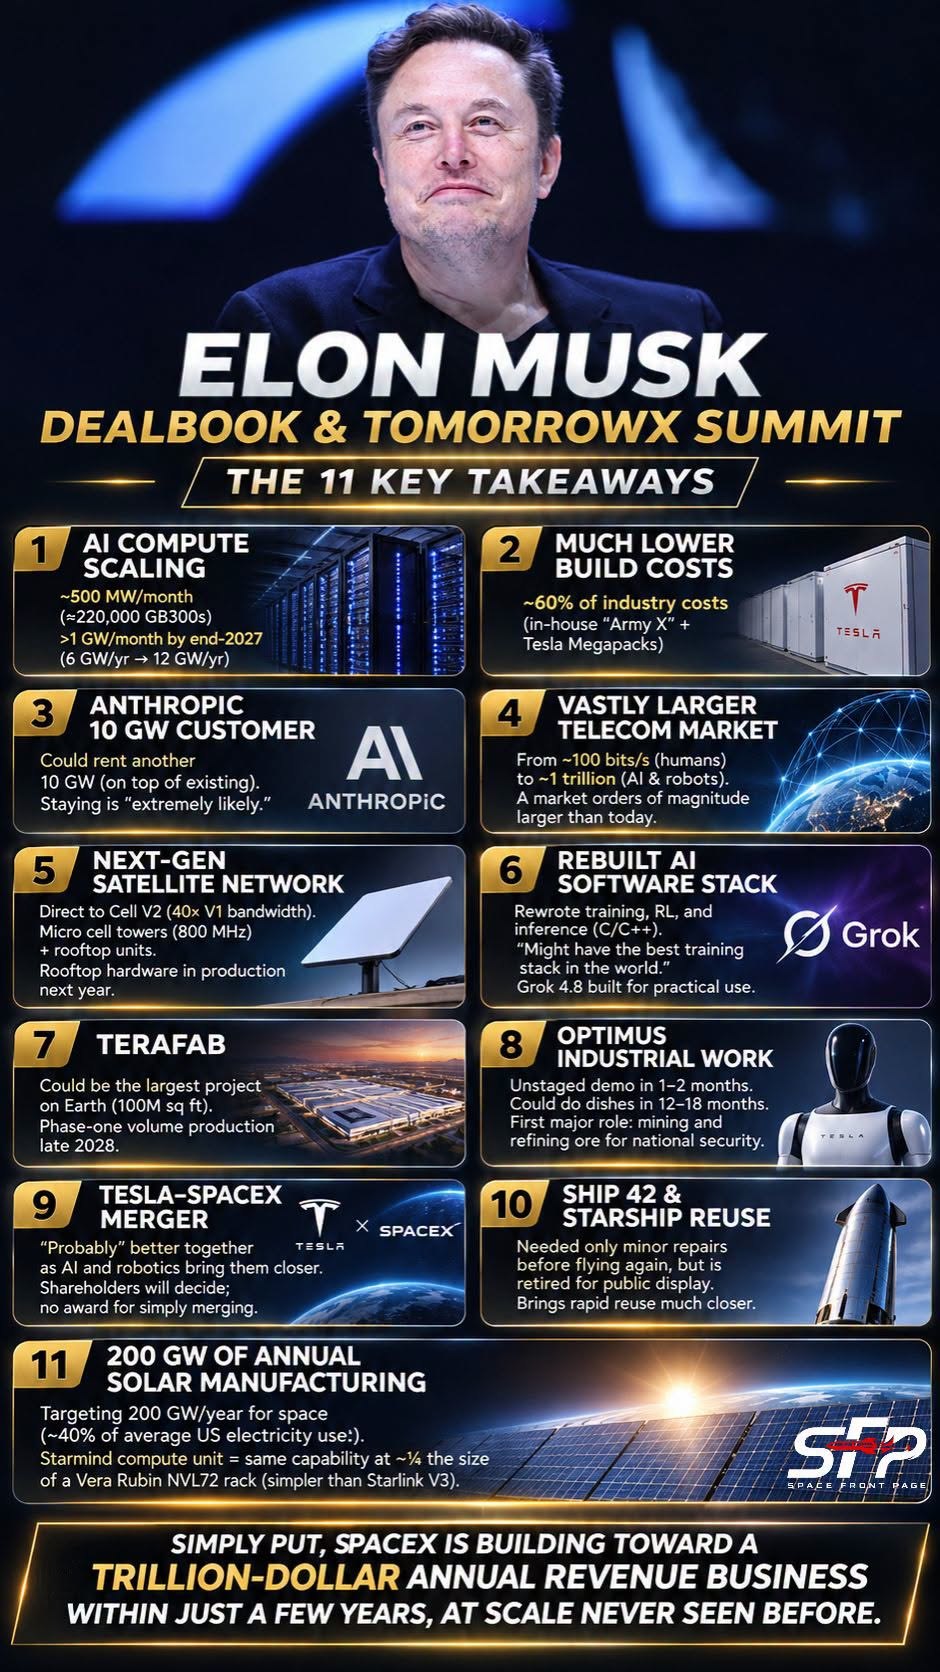 ELON MUSK
DEALBOOK & TOMORROWX SUMMIT
THE 11 KEY TAKEAWAYS
1
AI COMPUTE
SCALING
~500 MW/month
(≈220,000 GB300s)
>1 GW/month by end-2027
(6 GW/yr → 12 GW/yr)
2
MUCH LOWER
BUILD COSTS
~60% of industry costs
(in-house “Army X” +
Tesla Megapacks)
TESLA
3
ANTHROPIC
10 GW CUSTOMER
Could rent another
10 GW (on top of existing).
Staying is “extremely likely.”
A\
ANTHROPiC
4
VASTLY LARGER
TELECOM MARKET
From ~100 bits/s (humans)
to ~1 trillion (AI & robots).
A market orders of magnitude
larger than today.
5
NEXT-GEN
SATELLITE NETWORK
Direct to Cell V2 (40× V1 bandwidth).
Micro cell towers (800 MHz)
+ rooftop units.
Rooftop hardware in production
next year.
6
REBUILT AI
SOFTWARE STACK
Rewrote training, RL, and
inference (C/C++).
“Might have the best training
stack in the world.”
Grok 4.8 built for practical use.
Grok
7
TERAFAB
Could be the largest project
on Earth (100M sq ft).
Phase-one volume production
late 2028.
8
OPTIMUS
INDUSTRIAL WORK
Unstaged demo in 1–2 months.
Could do dishes in 12–18 months.
First major role: mining and
refining ore for national security.
TESLA
9
TESLA–SPACEX
MERGER
“Probably” better together
as AI and robotics bring them closer.
Shareholders will decide;
no award for simply merging.
TESLA × SPACEX
10
SHIP 42 &
STARSHIP REUSE
Needed only minor repairs
before flying again, but is
retired for public display.
Brings rapid reuse much closer.
11
200 GW OF ANNUAL
SOLAR MANUFACTURING
Targeting 200 GW/year for space
(~40% of average US electricity use:).
Starmind compute unit = same capability at ~¼ the size
of a Vera Rubin NVL72 rack (simpler than Starlink V3).
SFP
SPACE FRONT PAGE
SIMPLY PUT, SPACEX IS BUILDING TOWARD A
TRILLION-DOLLAR ANNUAL REVENUE BUSINESS
WITHIN JUST A FEW YEARS, AT SCALE NEVER SEEN BEFORE.